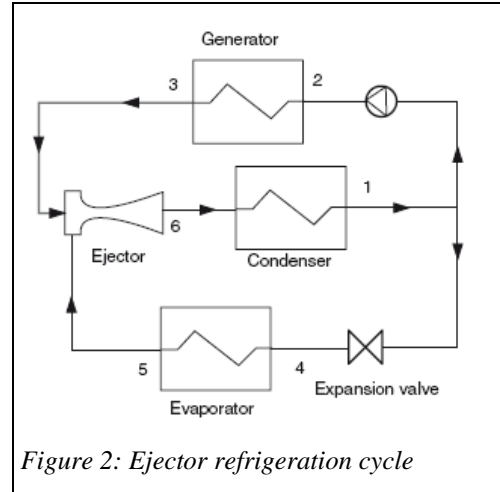 Generator
3
2
1
6
Ejector
Condenser
5
4
Expansion valve
Evaporator
Figure 2: Ejector refrigeration cycle